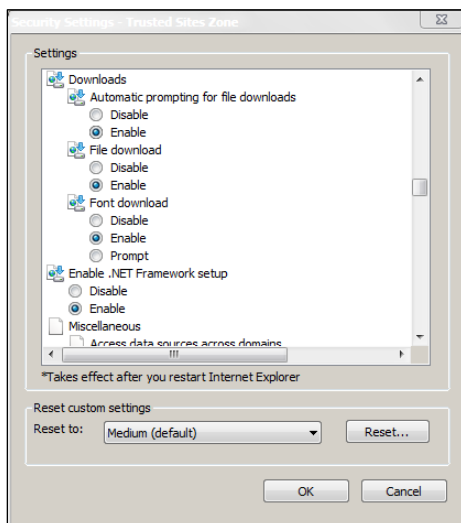 Security Settings - Trusted Sites Zone
Settings
Downloads
Automatic prompting for file downloads
Disable
Enable
File download
Disable
Enable
Font download
Disable
Enable
Prompt
Enable .NET Framework setup
Disable
Enable
Miscellaneous
Access data sources across domains
*Takes effect after you restart Internet Explorer
Reset custom settings
Reset to: Medium (default) Reset...
OK Cancel